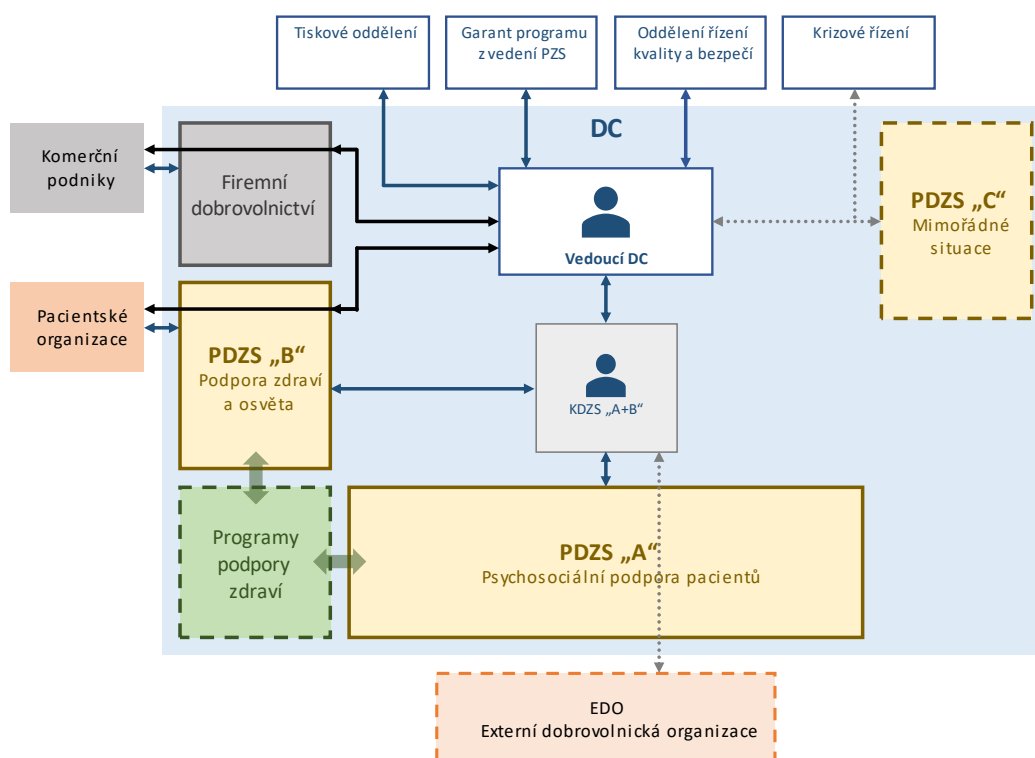 Tiskové oddělení
Garant programu
z vedení PZS
Oddělení řízení
kvality a bezpečí
Krizové řízení
DC
Komerční
podniky
Firemní
dobrovolnictví
Vedoucí DC
PDZS „C“
Mimořádné
situace
Pacientské
organizace
PDZS „B“
Podpora zdraví
a osvěta
KDZS „A+B“
Programy
podpory
zdraví
PDZS „A“
Psychosociální podpora pacientů
EDO
Externí dobrovolnická organizace